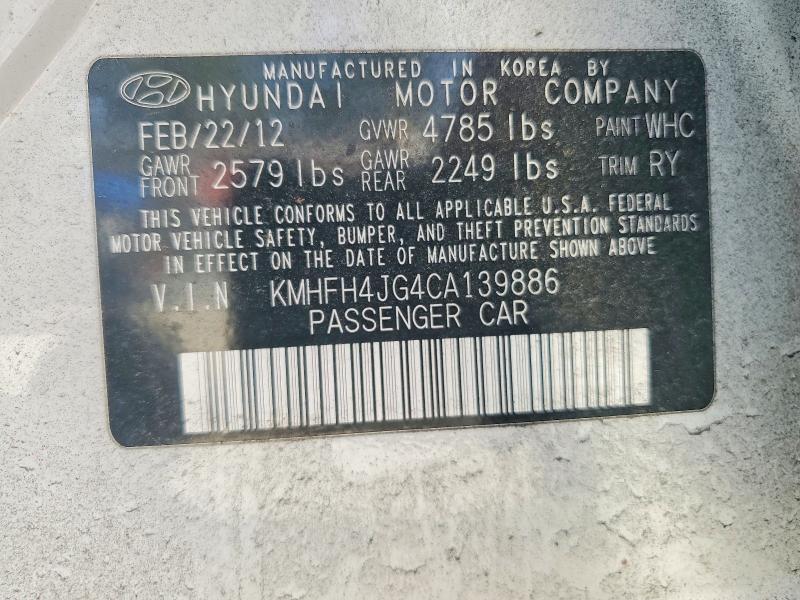 MANUFACTURED IN KOREA BY
HYUNDAI MOTOR COMPANY
FEB/22/12 GVWR 4785 lbs PAINT WHC
GAWR FRONT 2579 lbs GAWR REAR 2249 lbs TRIM RY
THIS VEHICLE CONFORMS TO ALL APPLICABLE U.S.A. FEDERAL
MOTOR VEHICLE SAFETY, BUMPER, AND THEFT PREVENTION STANDARDS
IN EFFECT ON THE DATE OF MANUFACTURE SHOWN ABOVE
V.I.N KMHFH4JG4CA139886
PASSENGER CAR